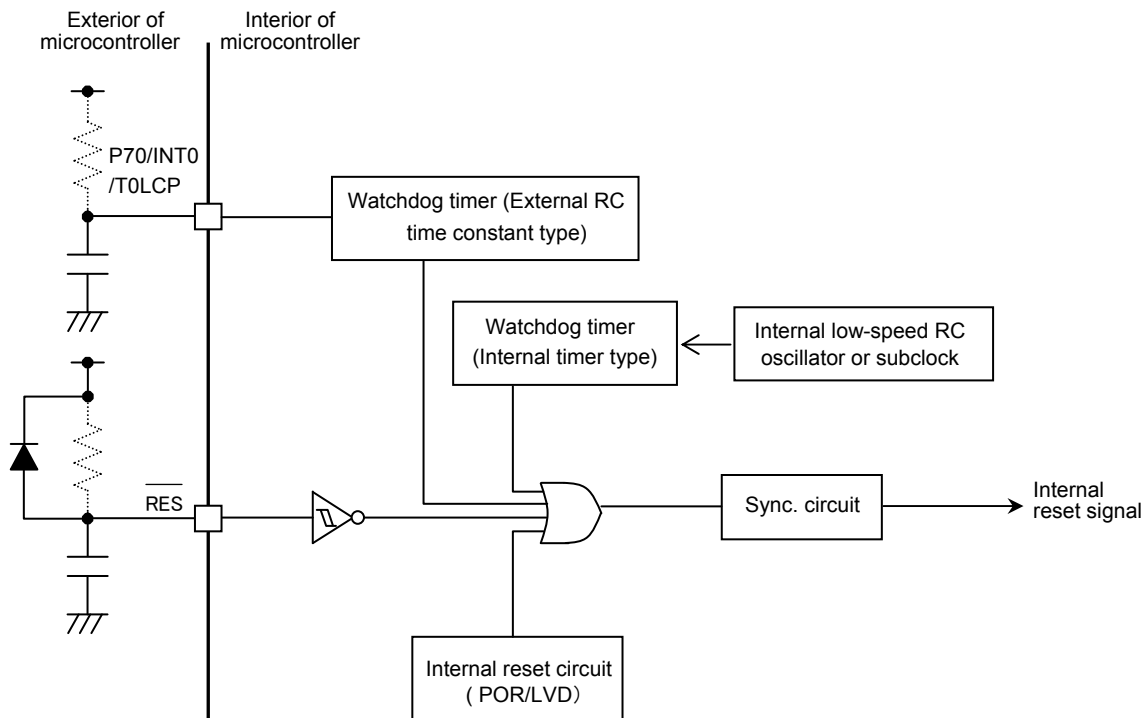 Exterior of
microcontroller
Interior of
microcontroller
P70/INT0
/T0LCP
Watchdog timer (External RC
time constant type)
Watchdog timer
(Internal timer type)
Internal low-speed RC
oscillator or subclock
RES
Sync. circuit
Internal
reset signal
Internal reset circuit
( POR/LVD）